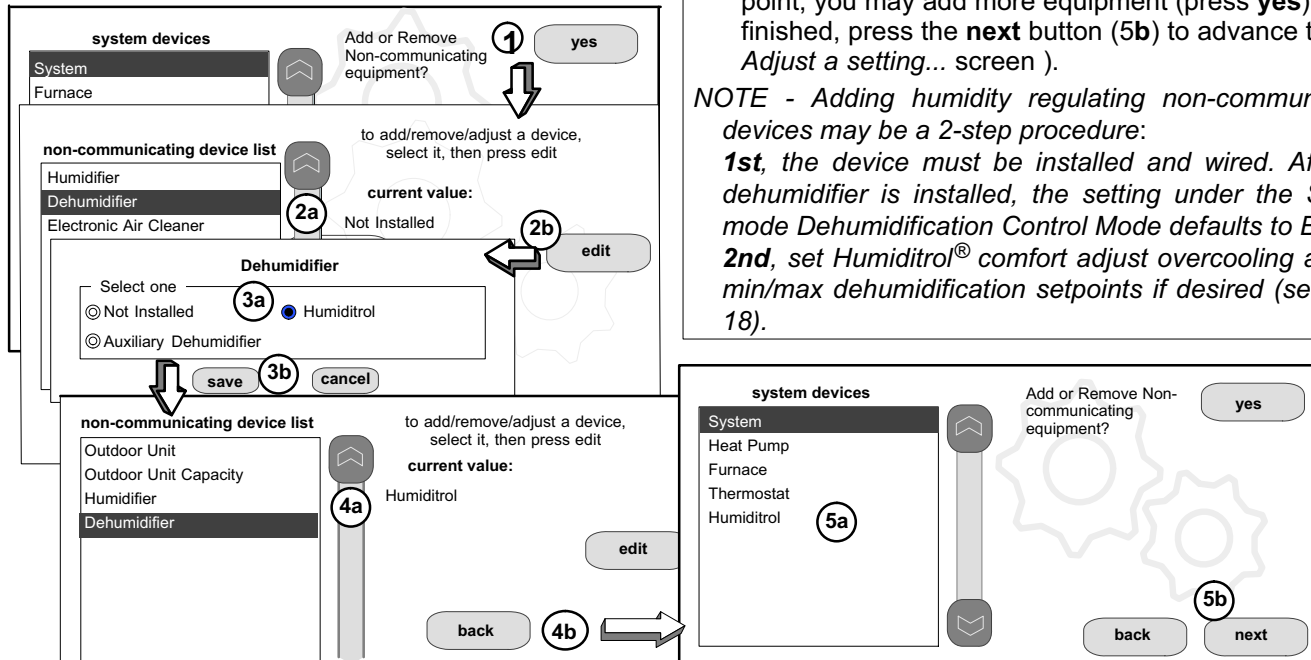 system devices
System
Furnace
Add or Remove
Non-communicating
equipment?
1
yes
to add/remove/adjust a device,
select it, then press edit
non-communicating device list
Humidifier
Dehumidifier
Electronic Air Cleaner
2a
current value:
Not Installed
2b
edit
Dehumidifier
Select one
3a
Not Installed
Humiditrol
Auxiliary Dehumidifier
save
3b
cancel
non-communicating device list
Outdoor Unit
Outdoor Unit Capacity
Humidifier
Dehumidifier
4a
to add/remove/adjust a device,
select it, then press edit
current value:
Humiditrol
edit
back
4b
point, you may add more equipment (press yes)
finished, press the next button (5b) to advance t
Adjust a setting... screen ).
NOTE - Adding humidity regulating non-commun
devices may be a 2-step procedure:
1st, the device must be installed and wired. Af
dehumidifier is installed, the setting under the S
mode Dehumidification Control Mode defaults to B
2nd, set Humiditrol® comfort adjust overcooling a
min/max dehumidification setpoints if desired (se
18).
system devices
System
Heat Pump
Furnace
Thermostat
Humiditrol
5a
Add or Remove Non-
communicating
equipment?
yes
5b
back
next